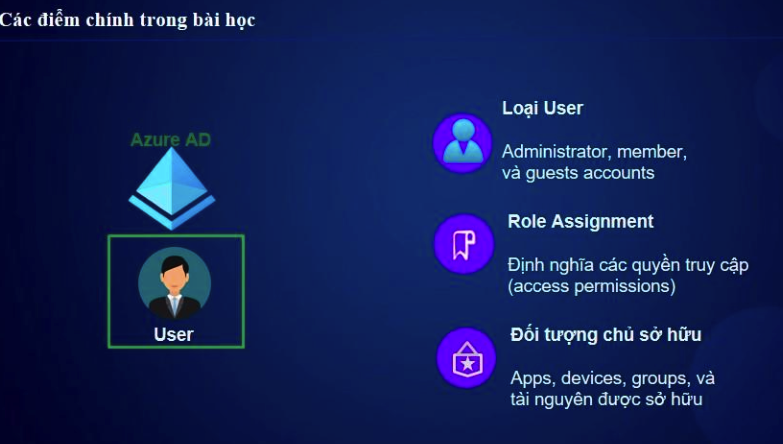 Các điểm chính trong bài học
Azure AD
User
Loại User
Administrator, member,
và guests accounts
Role Assignment
Định nghĩa các quyền truy cập
(access permissions)
Đối tượng chủ sở hữu
Apps, devices, groups, và
tài nguyên được sở hữu